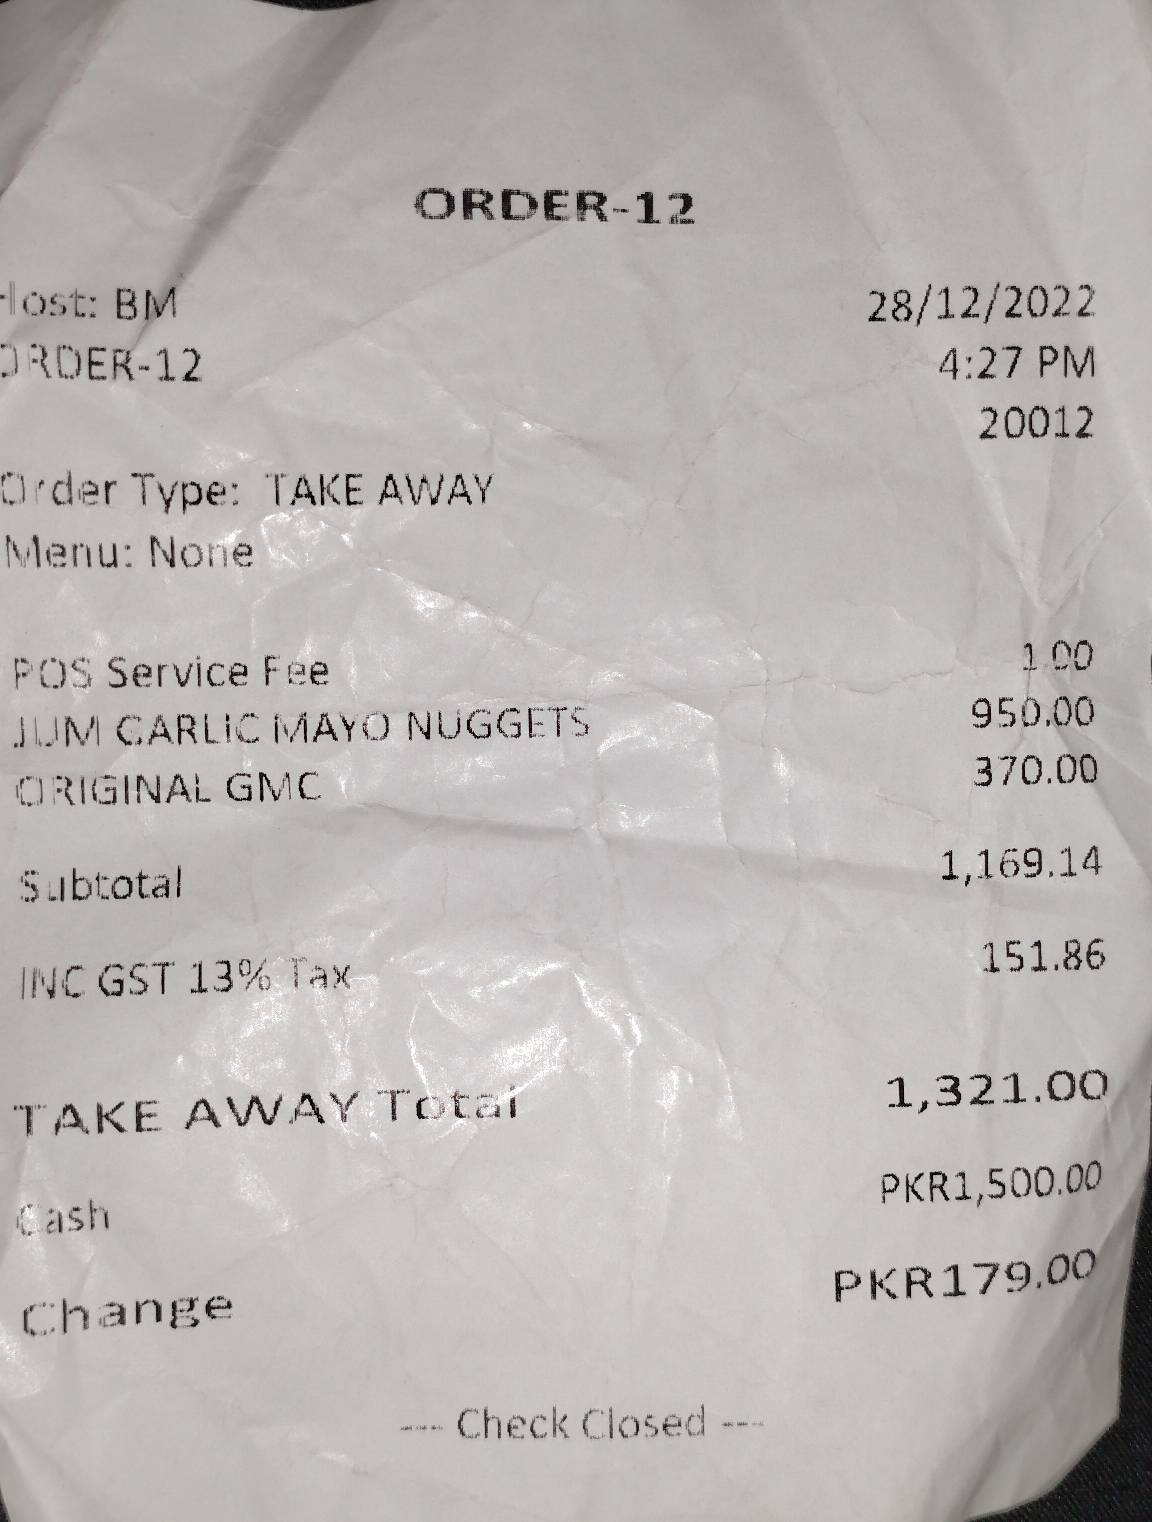 ORDER-12
Host: BM 28/12/2022
ORDER-12 4:27 PM
20012
Order Type: TAKE AWAY
Menu: None
POS Service Fee 1.00
JUM CARLIC MAYO NUGGETS 950.00
ORIGINAL GMC 370.00
Subtotal 1,169.14
INC GST 13% Tax 151.86
TAKE AWAY Total 1,321.00
Cash PKR1,500.00
Change PKR179.00
--- Check Closed ---